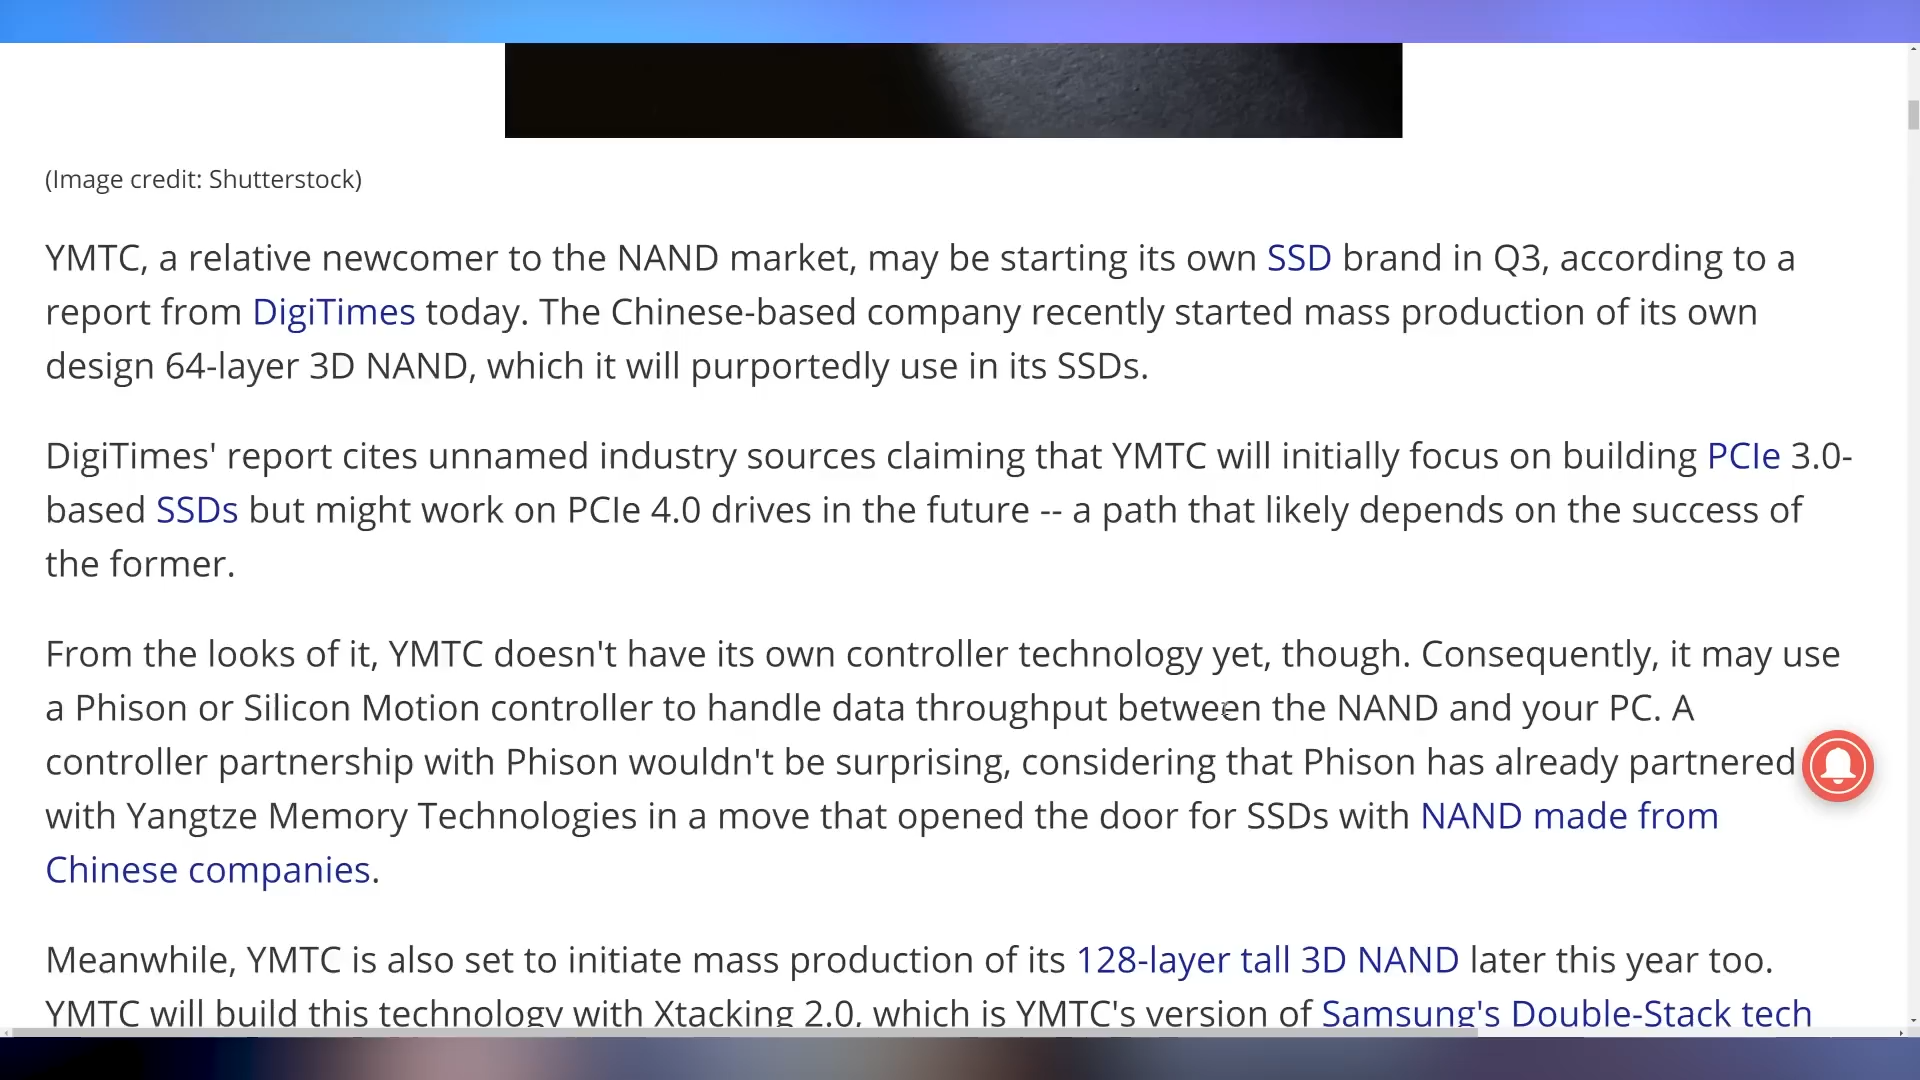 (Image credit: Shutterstock)
YMTC, a relative newcomer to the NAND market, may be starting its own SSD brand in Q3, according to a
report from DigiTimes today. The Chinese-based company recently started mass production of its own
design 64-layer 3D NAND, which it will purportedly use in its SSDs.
DigiTimes' report cites unnamed industry sources claiming that YMTC will initially focus on building PCIe 3.0-
based SSDs but might work on PCIe 4.0 drives in the future -- a path that likely depends on the success of
the former.
From the looks of it, YMTC doesn't have its own controller technology yet, though. Consequently, it may use
a Phison or Silicon Motion controller to handle data throughput between the NAND and your PC. A
controller partnership with Phison wouldn't be surprising, considering that Phison has already partnered
with Yangtze Memory Technologies in a move that opened the door for SSDs with NAND made from
Chinese companies.
Meanwhile, YMTC is also set to initiate mass production of its 128-layer tall 3D NAND later this year too.
YMTC will build this technology with Xtacking 2.0, which is YMTC's version of Samsung's Double-Stack tech